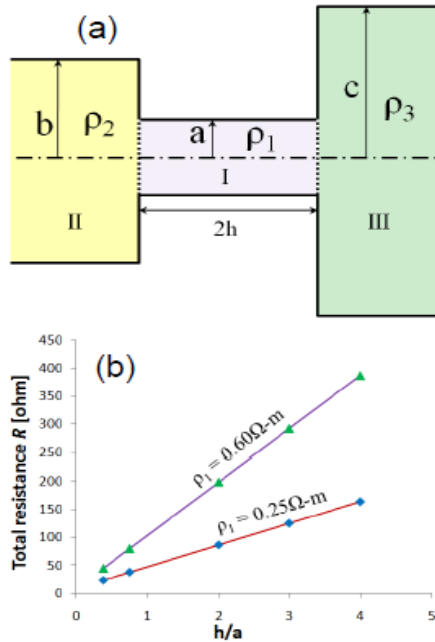 (a)
b
ρ₂
a
ρ₁
c
ρ₃
I
II
2h
III
(b)
Total resistance R [ohm]
450
400
350
300
250
200
150
100
50
0
ρ₁ = 0.60Ω-m
ρ₁ = 0.25Ω-m
0 1 2 3 4 5
h/a